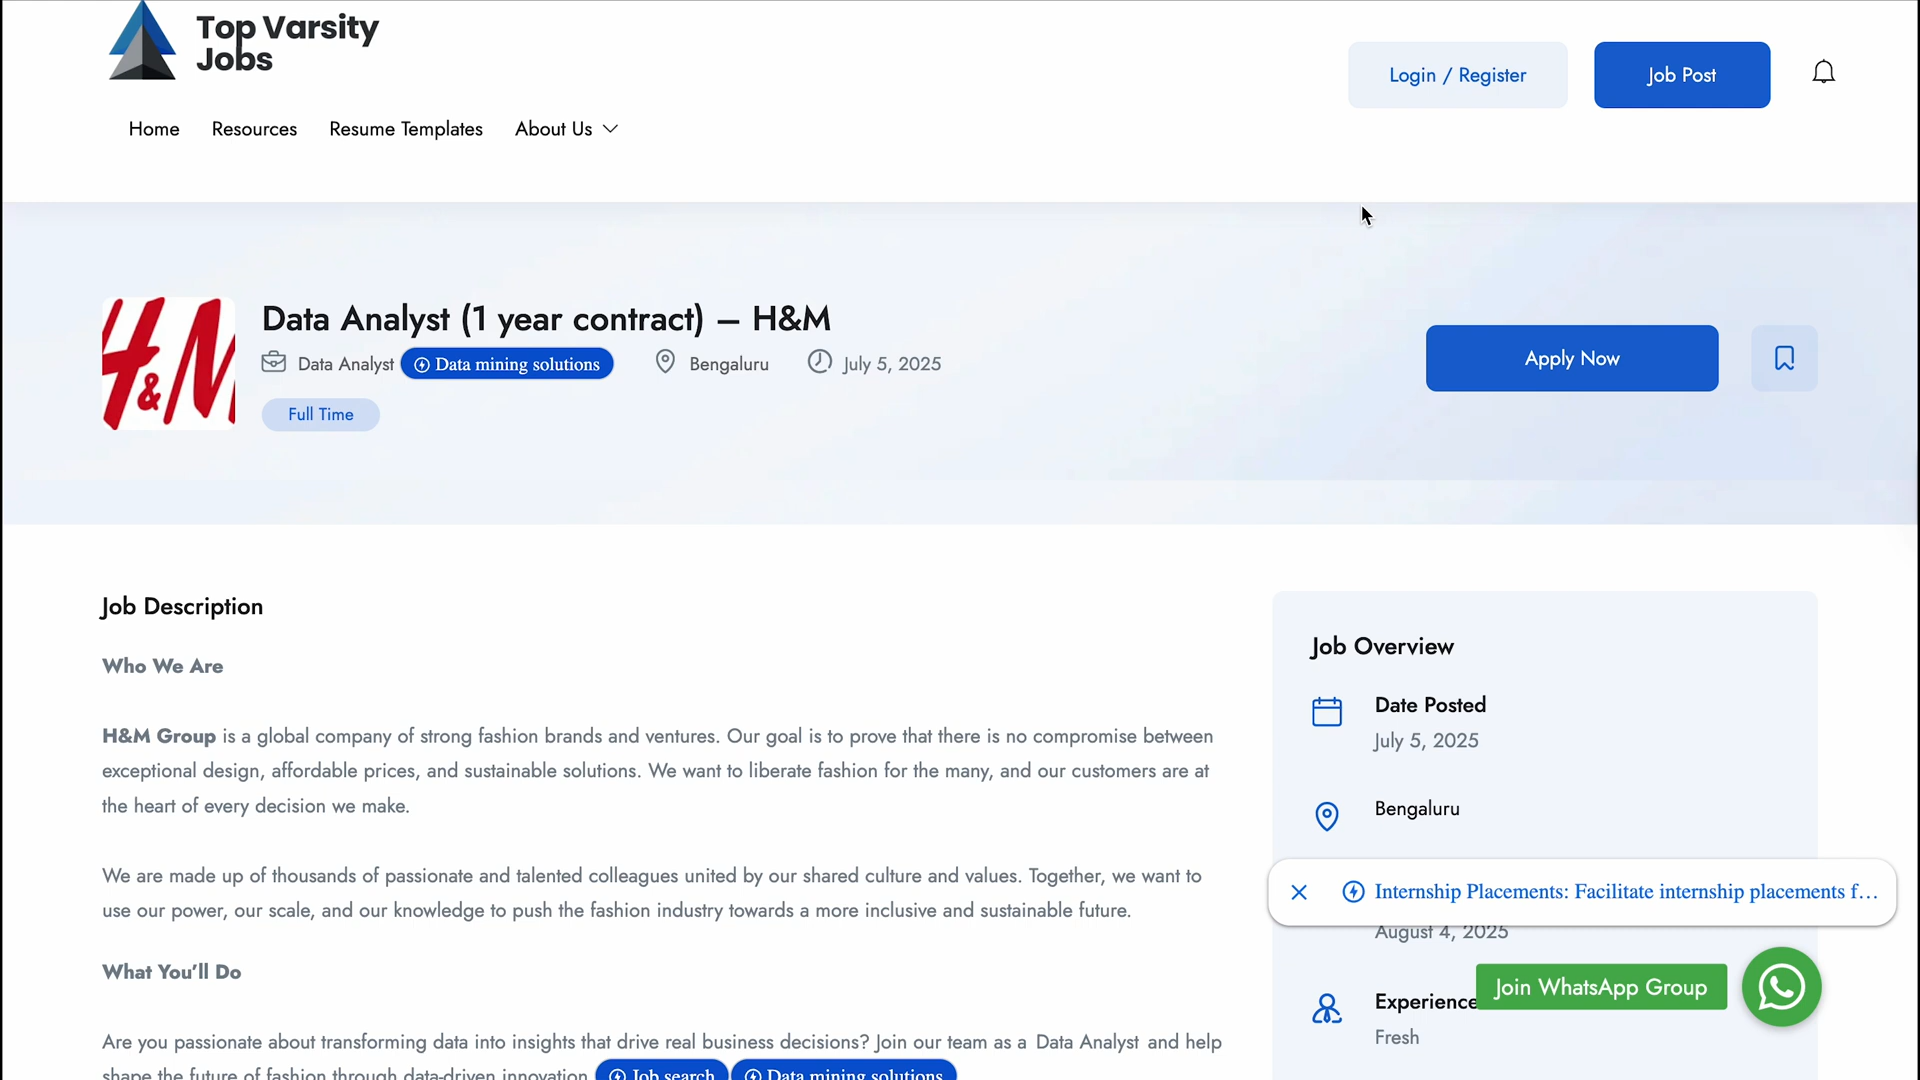 Top Varsity
Jobs
Login / Register
Job Post
Home
Resources
Resume Templates
About Us
H&M
Data Analyst (1 year contract) – H&M
Data Analyst
Data mining solutions
Bengaluru
July 5, 2025
Full Time
Apply Now
Job Description
Who We Are
H&M Group is a global company of strong fashion brands and ventures. Our goal is to prove that there is no compromise between
exceptional design, affordable prices, and sustainable solutions. We want to liberate fashion for the many, and our customers are at
the heart of every decision we make.
We are made up of thousands of passionate and talented colleagues united by our shared culture and values. Together, we want to
use our power, our scale, and our knowledge to push the fashion industry towards a more inclusive and sustainable future.
What You’ll Do
Are you passionate about transforming data into insights that drive real business decisions? Join our team as a Data Analyst and help
shape the future of fashion through data-driven innovation
Job search
Data mining solutions
Job Overview
Date Posted
July 5, 2025
Bengaluru
Internship Placements: Facilitate internship placements f...
August 4, 2025
Experience
Join WhatsApp Group
Fresh